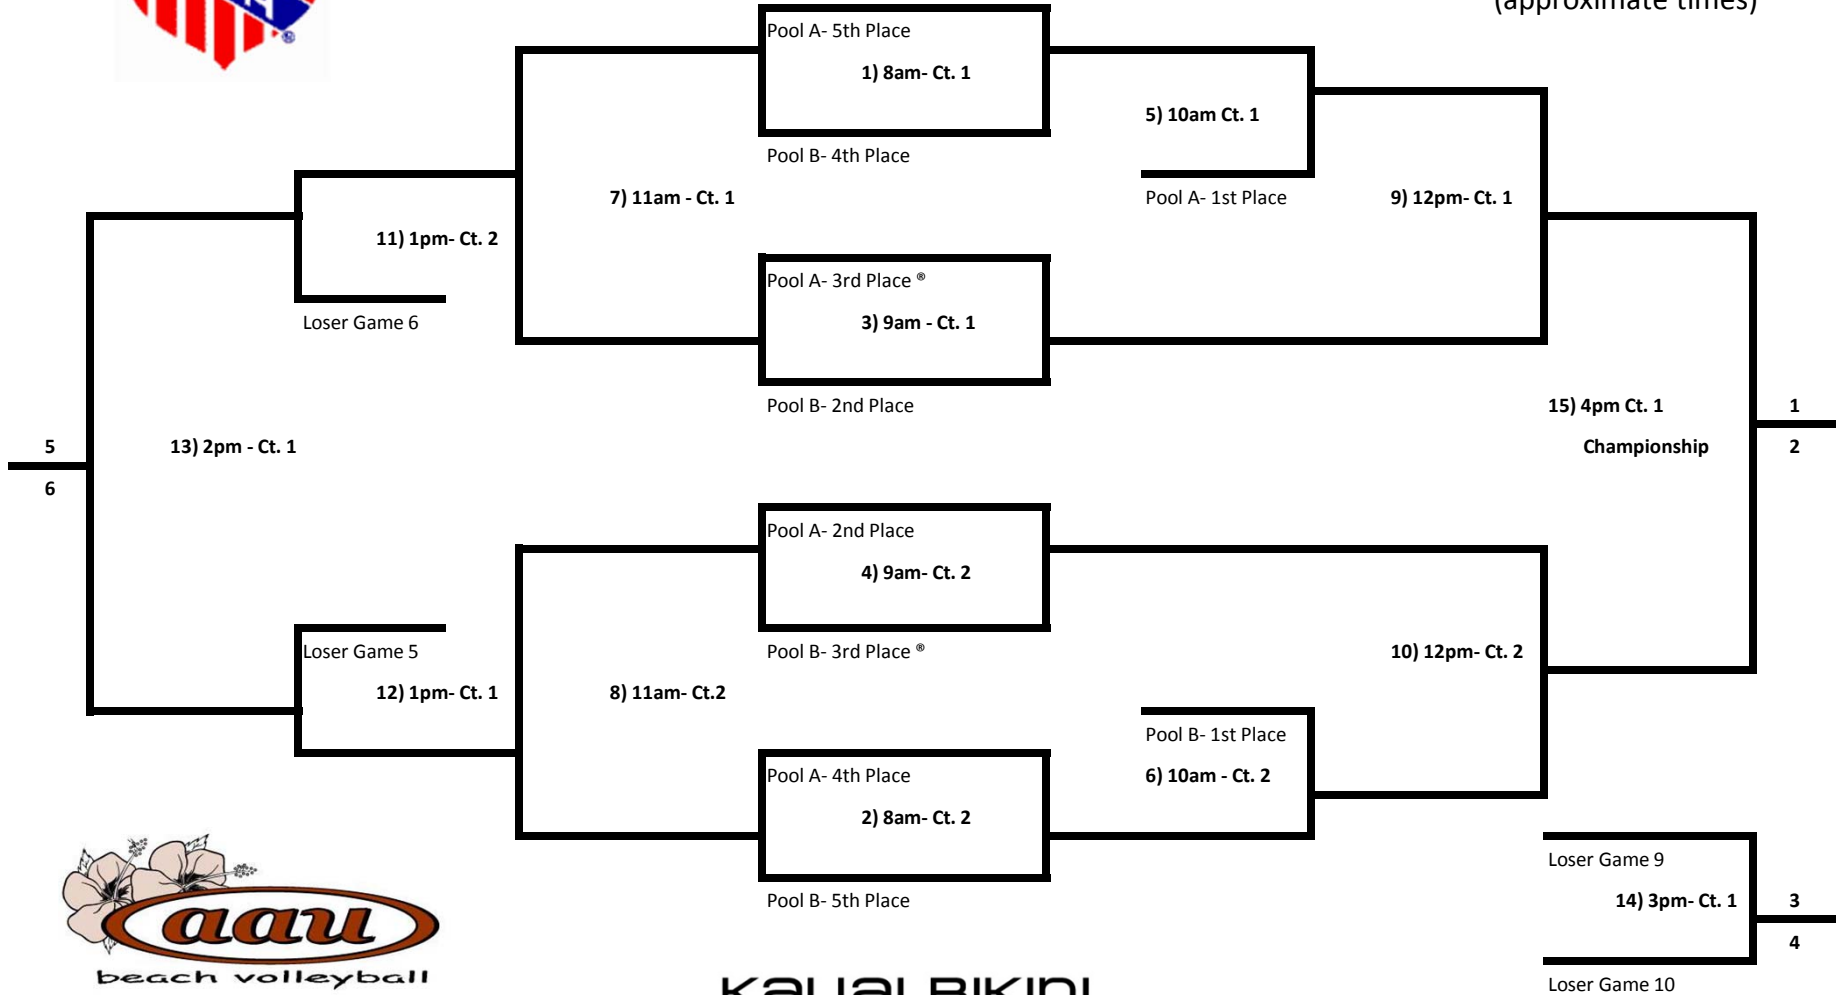 (approximate times)
Pool A- 5th Place
1) 8am- Ct. 1
5) 10am Ct. 1
Pool B- 4th Place
7) 11am - Ct. 1
Pool A- 1st Place
9) 12pm- Ct. 1
11) 1pm- Ct. 2
Pool A- 3rd Place ®
Loser Game 6
3) 9am - Ct. 1
Pool B- 2nd Place
15) 4pm Ct. 1
1
5
13) 2pm - Ct. 1
Championship
2
6
Pool A- 2nd Place
4) 9am- Ct. 2
Loser Game 5
Pool B- 3rd Place ®
10) 12pm- Ct. 2
12) 1pm- Ct. 1
8) 11am- Ct.2
Pool B- 1st Place
Pool A- 4th Place
6) 10am - Ct. 2
2) 8am- Ct. 2
Loser Game 9
Pool B- 5th Place
14) 3pm- Ct. 1
3
4
aau
beach volleyball
KAUAI BIKINI
Loser Game 10